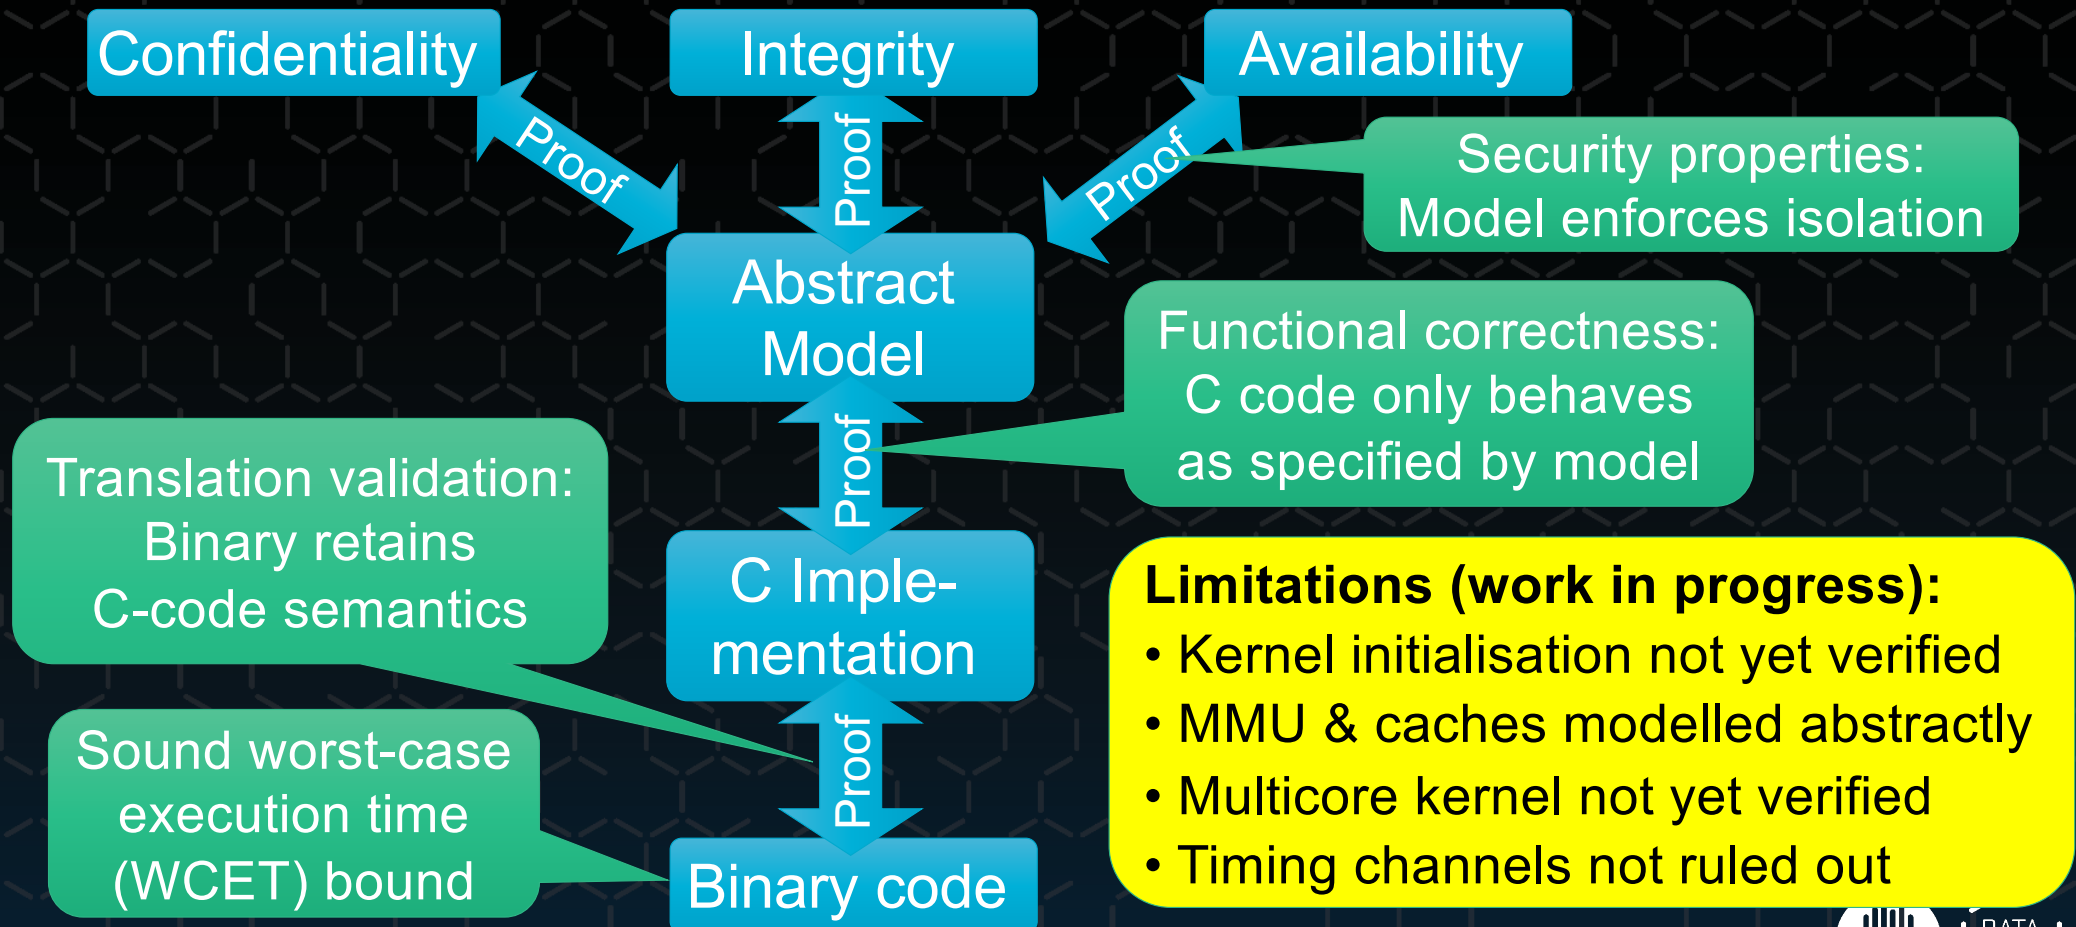 Confidentiality
Integrity
Availability
Proof
Proof
Proof
Security properties:
Model enforces isolation
Abstract
Model
Functional correctness:
C code only behaves
as specified by model
Proof
Translation validation:
Binary retains
C-code semantics
C Imple-
mentation
Limitations (work in progress):
• Kernel initialisation not yet verified
• MMU & caches modelled abstractly
• Multicore kernel not yet verified
• Timing channels not ruled out
Proof
Sound worst-case
execution time
(WCET) bound
Binary code
DATA